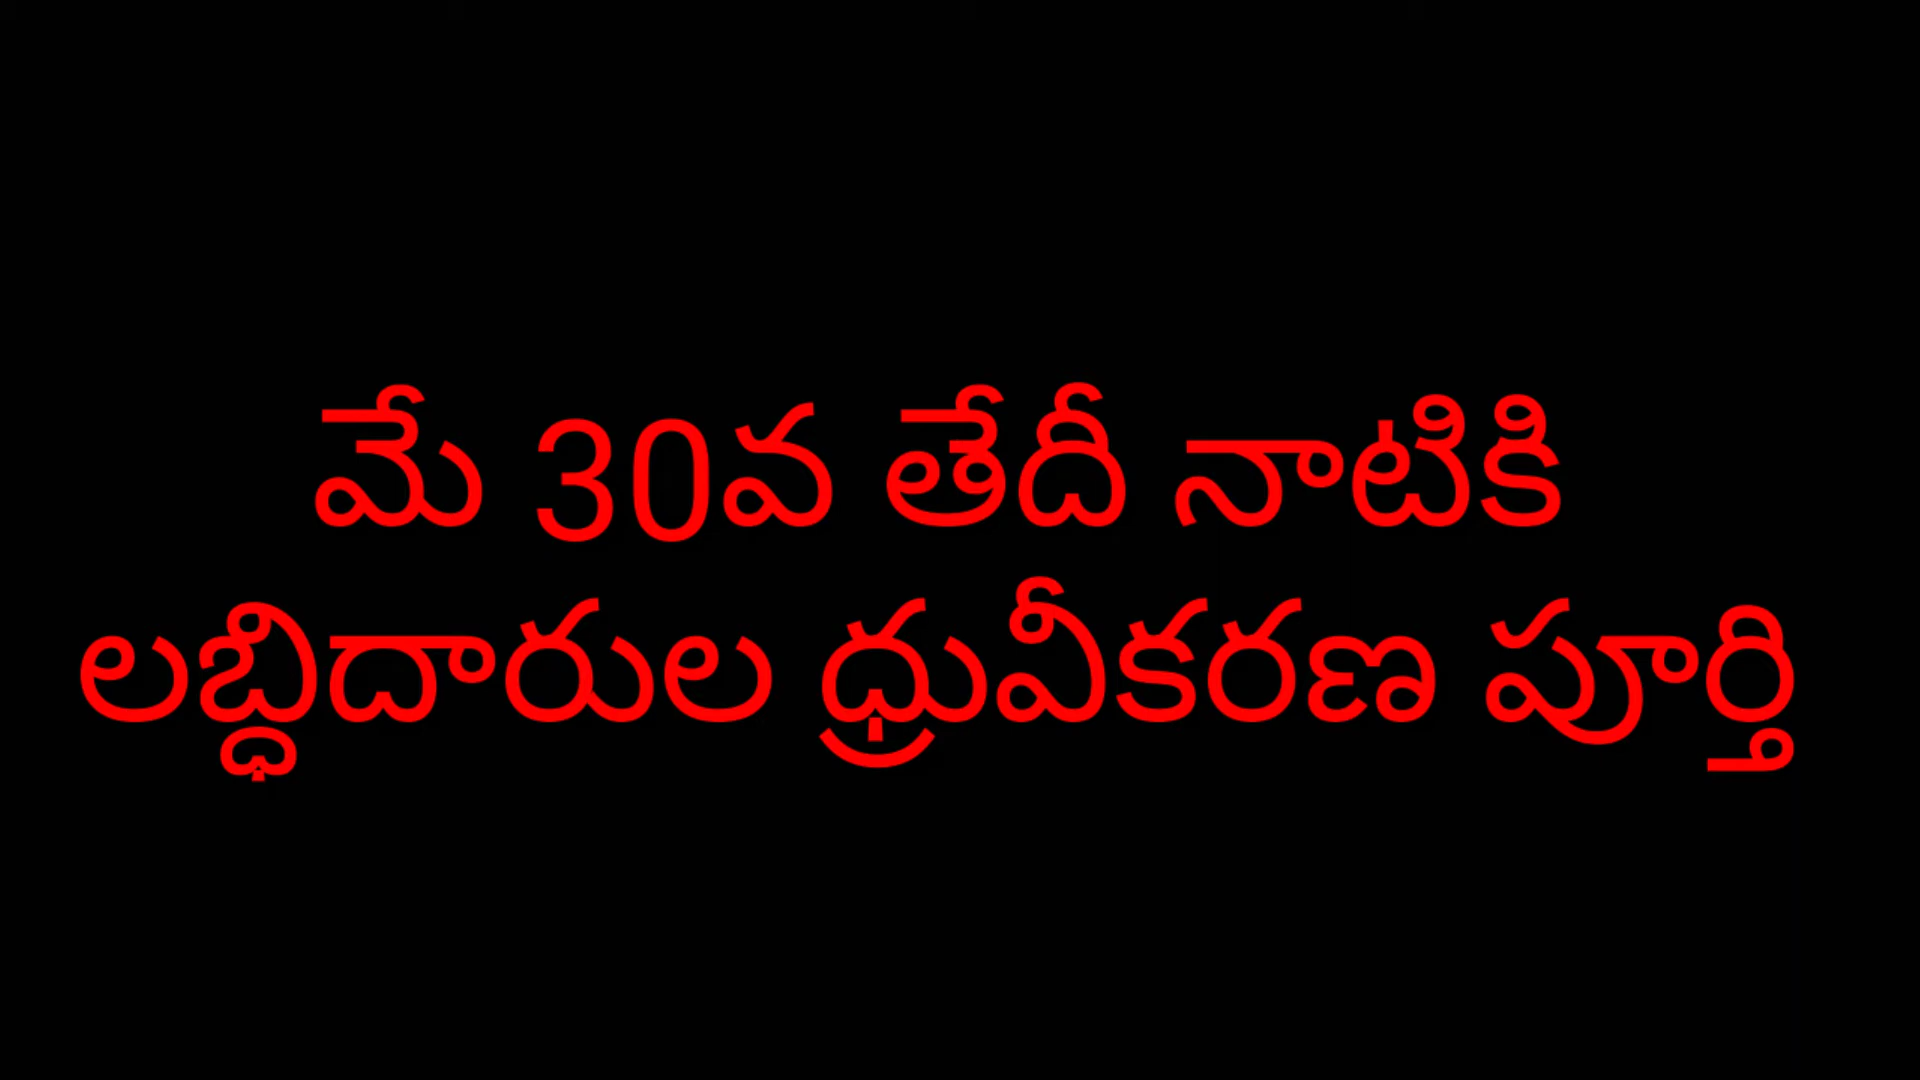 మే 30వ తేదీ నాటికి
లబ్ధిదారుల ధ్రువీకరణ పూర్తి